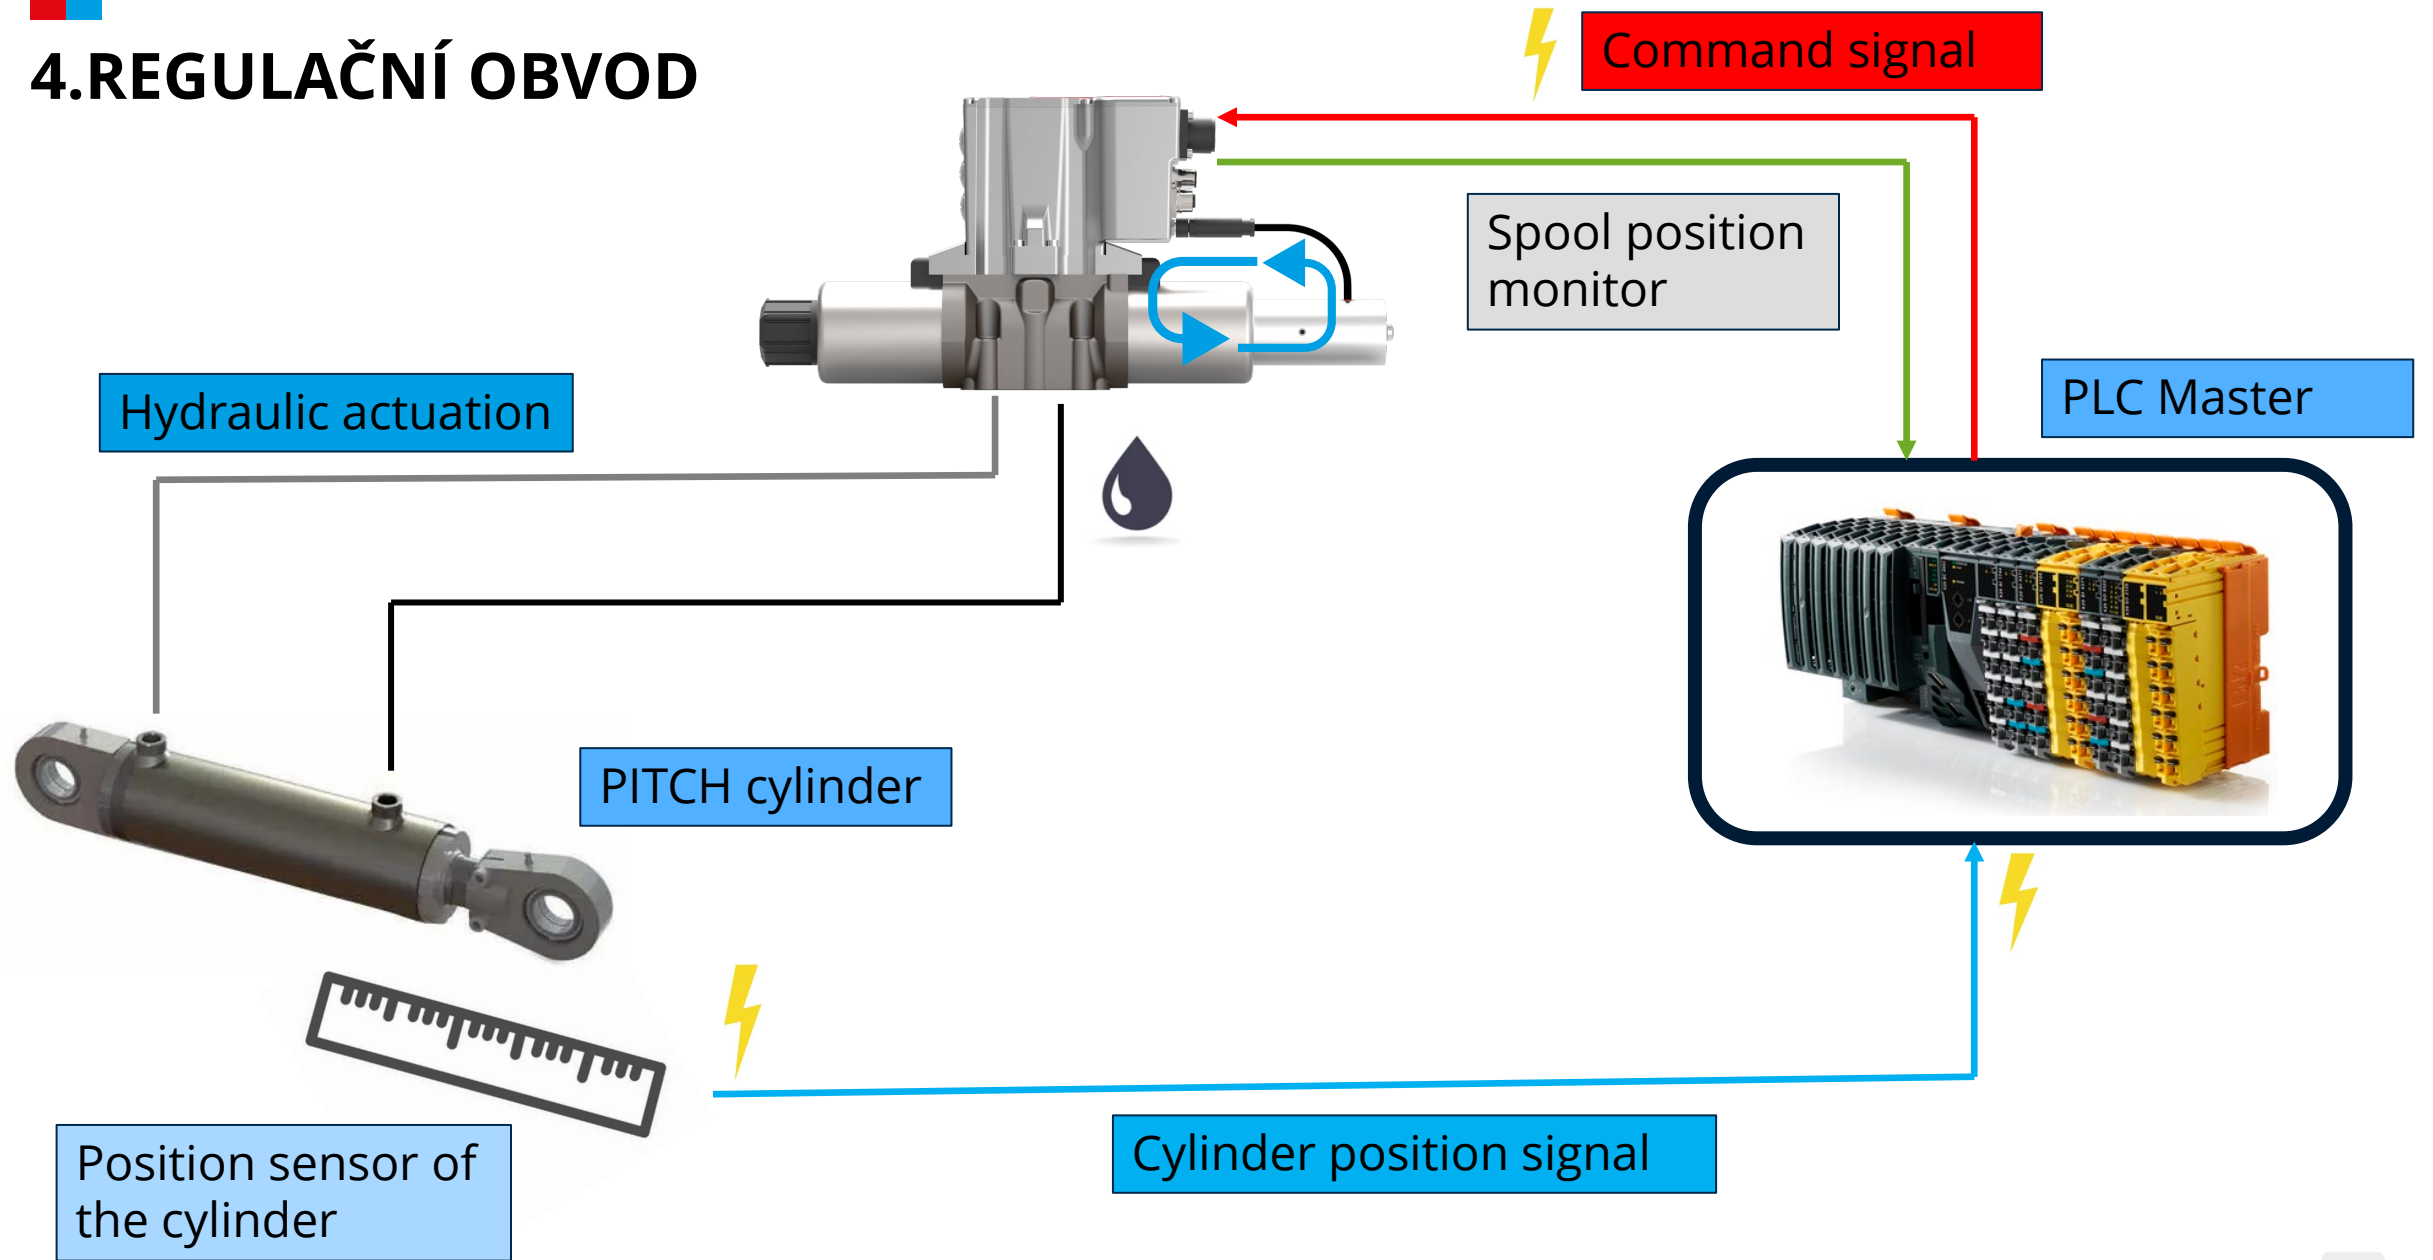 4.REGULAČNÍ OBVOD
Command signal
Spool position
monitor
PLC Master
Hydraulic actuation
PITCH cylinder
Cylinder position signal
Position sensor of
the cylinder